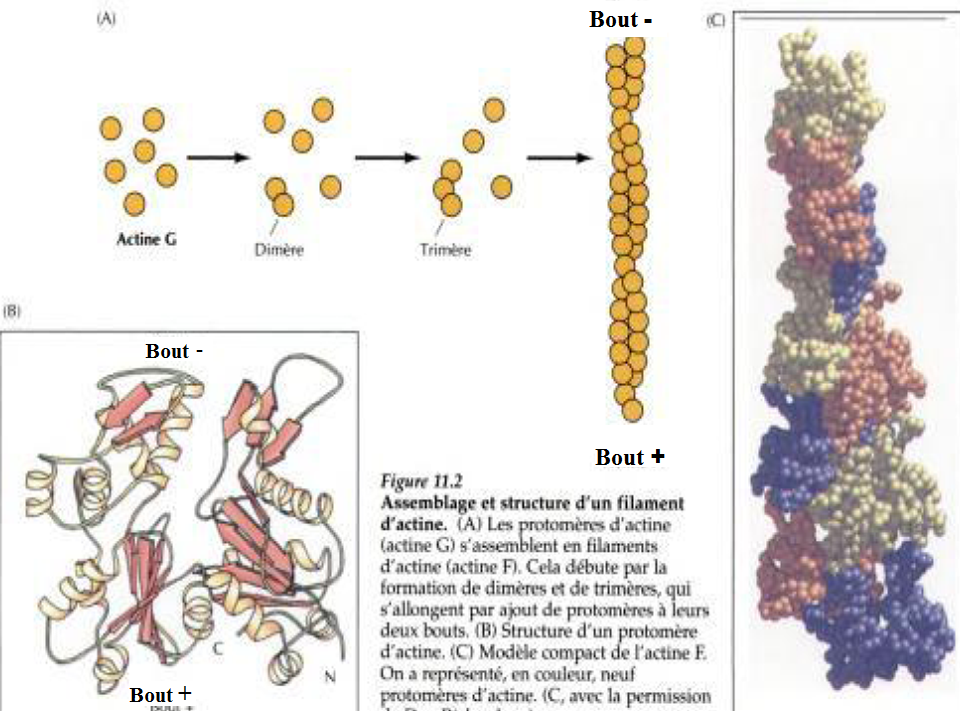 (A)
Bout -
(C)
Actine G
Dimère
Trimère
Bout +
(B)
Bout -
C
N
Bout +
Figure 11.2
Assemblage et structure d'un filament
d'actine. (A) Les protomères d'actine
(actine G) s'assemblent en filaments
d'actine (actine F). Cela débute par la
formation de dimères et de trimères, qui
s'allongent par ajout de protomères à leurs
deux bouts. (B) Structure d'un protomère
d'actine. (C) Modèle compact de l'actine F.
On a représenté, en couleur, neuf
protomères d'actine. (C, avec la permission